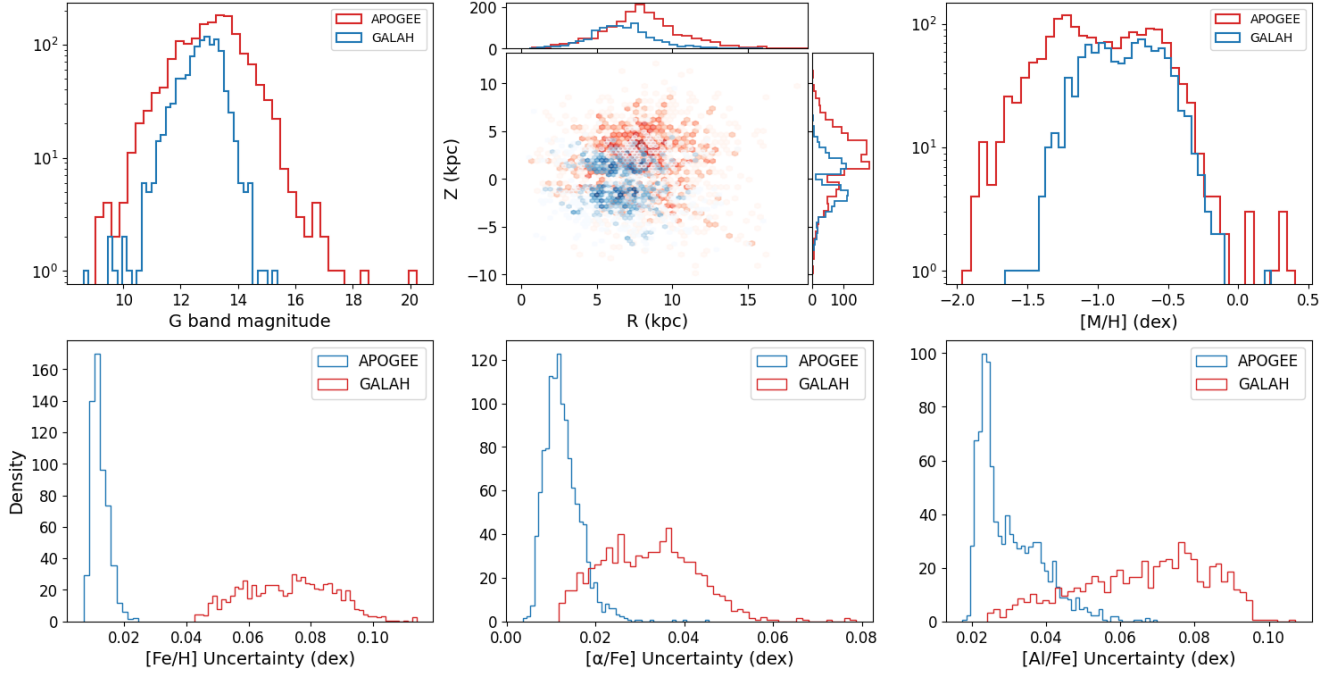 APOGEE
GALAH
10²
10¹
10⁰
10 12 14 16 18 20
G band magnitude
200
0
10
5
0
−5
−10
Z (kpc)
0 5 10 15
R (kpc)
0 100
APOGEE
GALAH
10²
10¹
10⁰
−2.0 −1.5 −1.0 −0.5 0.0 0.5
[M/H] (dex)
APOGEE
GALAH
Density
160
140
120
100
80
60
40
20
0
0.02 0.04 0.06 0.08 0.10
[Fe/H] Uncertainty (dex)
APOGEE
GALAH
120
100
80
60
40
20
0
0.00 0.02 0.04 0.06 0.08
[α/Fe] Uncertainty (dex)
APOGEE
GALAH
100
80
60
40
20
0
0.02 0.04 0.06 0.08 0.10
[Al/Fe] Uncertainty (dex)